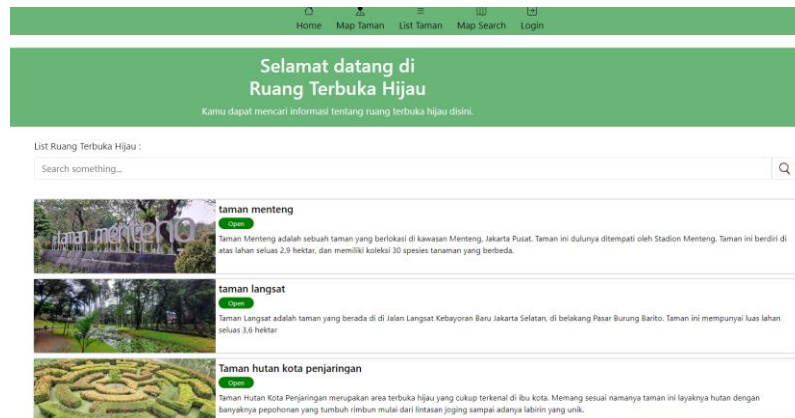 Home Map Taman List Taman Map Search Login
Selamat datang di
Ruang Terbuka Hijau
Kamu dapat mencari informasi tentang ruang terbuka hijau disini.
List Ruang Terbuka Hijau :
Search something...
taman menteng
taman menteng
Open
Taman Menteng adalah sebuah taman yang berlokasi di kawasan Menteng, Jakarta Pusat. Taman ini dulunya ditempati oleh Stadion Menteng. Taman ini berdiri di
atas lahan seluas 2,9 hektar, dan memiliki koleksi 30 spesies tanaman yang berbeda.
taman langsat
Open
Taman Langsat adalah taman yang berada di di Jalan Langsat Kebayoran Baru Jakarta Selatan, di belakang Pasar Burung Barito. Taman ini mempunyai luas lahan
seluas 3,6 hektar
Taman hutan kota penjaringan
Open
Taman Hutan Kota Penjaringan merupakan area terbuka hijau yang cukup terkenal di ibu kota. Memang sesuai namanya taman ini layaknya hutan dengan
banyaknya pepohonan yang tumbuh rimbun mulai dari lintasan joging sampai adanya labirin yang unik.